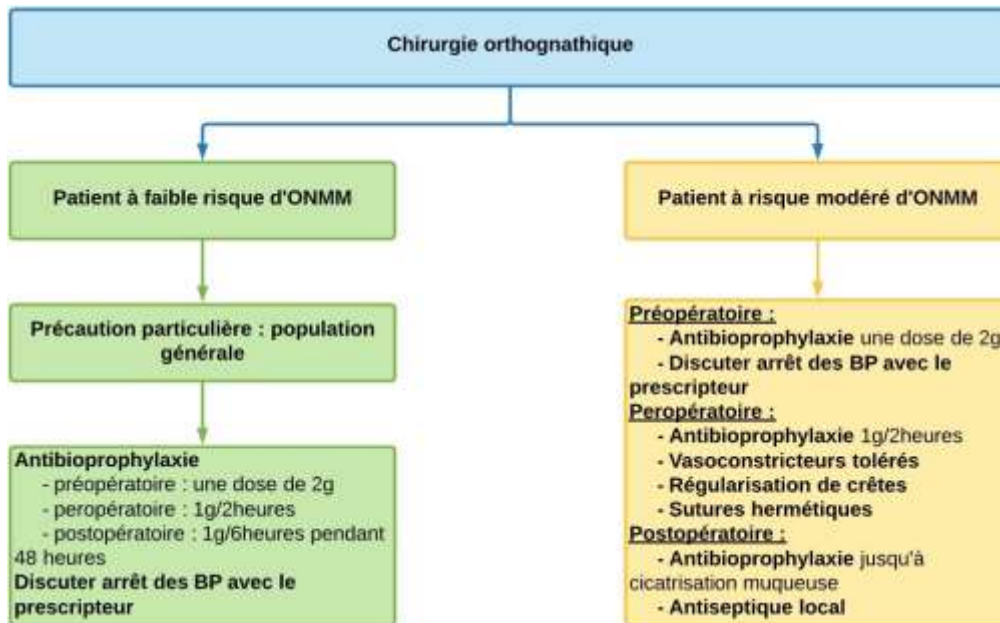 Chirurgie orthognathique
Patient à faible risque d'ONMM
Patient à risque modéré d'ONMM
Précaution particulière : population
générale
Antibioprophylaxie
- préopératoire : une dose de 2g
- peropératoire : 1g/2heures
- postopératoire : 1g/6heures pendant
48 heures
Discuter arrêt des BP avec le
prescripteur
Préopératoire :
- Antibioprophylaxie une dose de 2g
- Discuter arrêt des BP avec le
prescripteur
Peropératoire :
- Antibioprophylaxie 1g/2heures
- Vasoconstricteurs tolérés
- Régularisation de crêtes
- Sutures hermétiques
Postopératoire :
- Antibioprophylaxie jusqu'à
cicatrisation muqueuse
- Antiseptique local